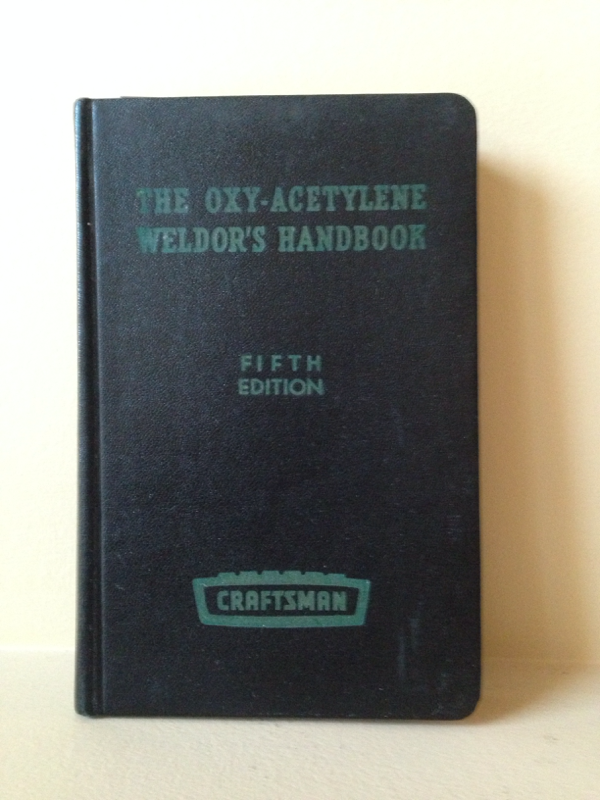 THE OXY-ACETYLENE
WELDOR'S HANDBOOK
FIFTH
EDITION
CRAFTSMAN